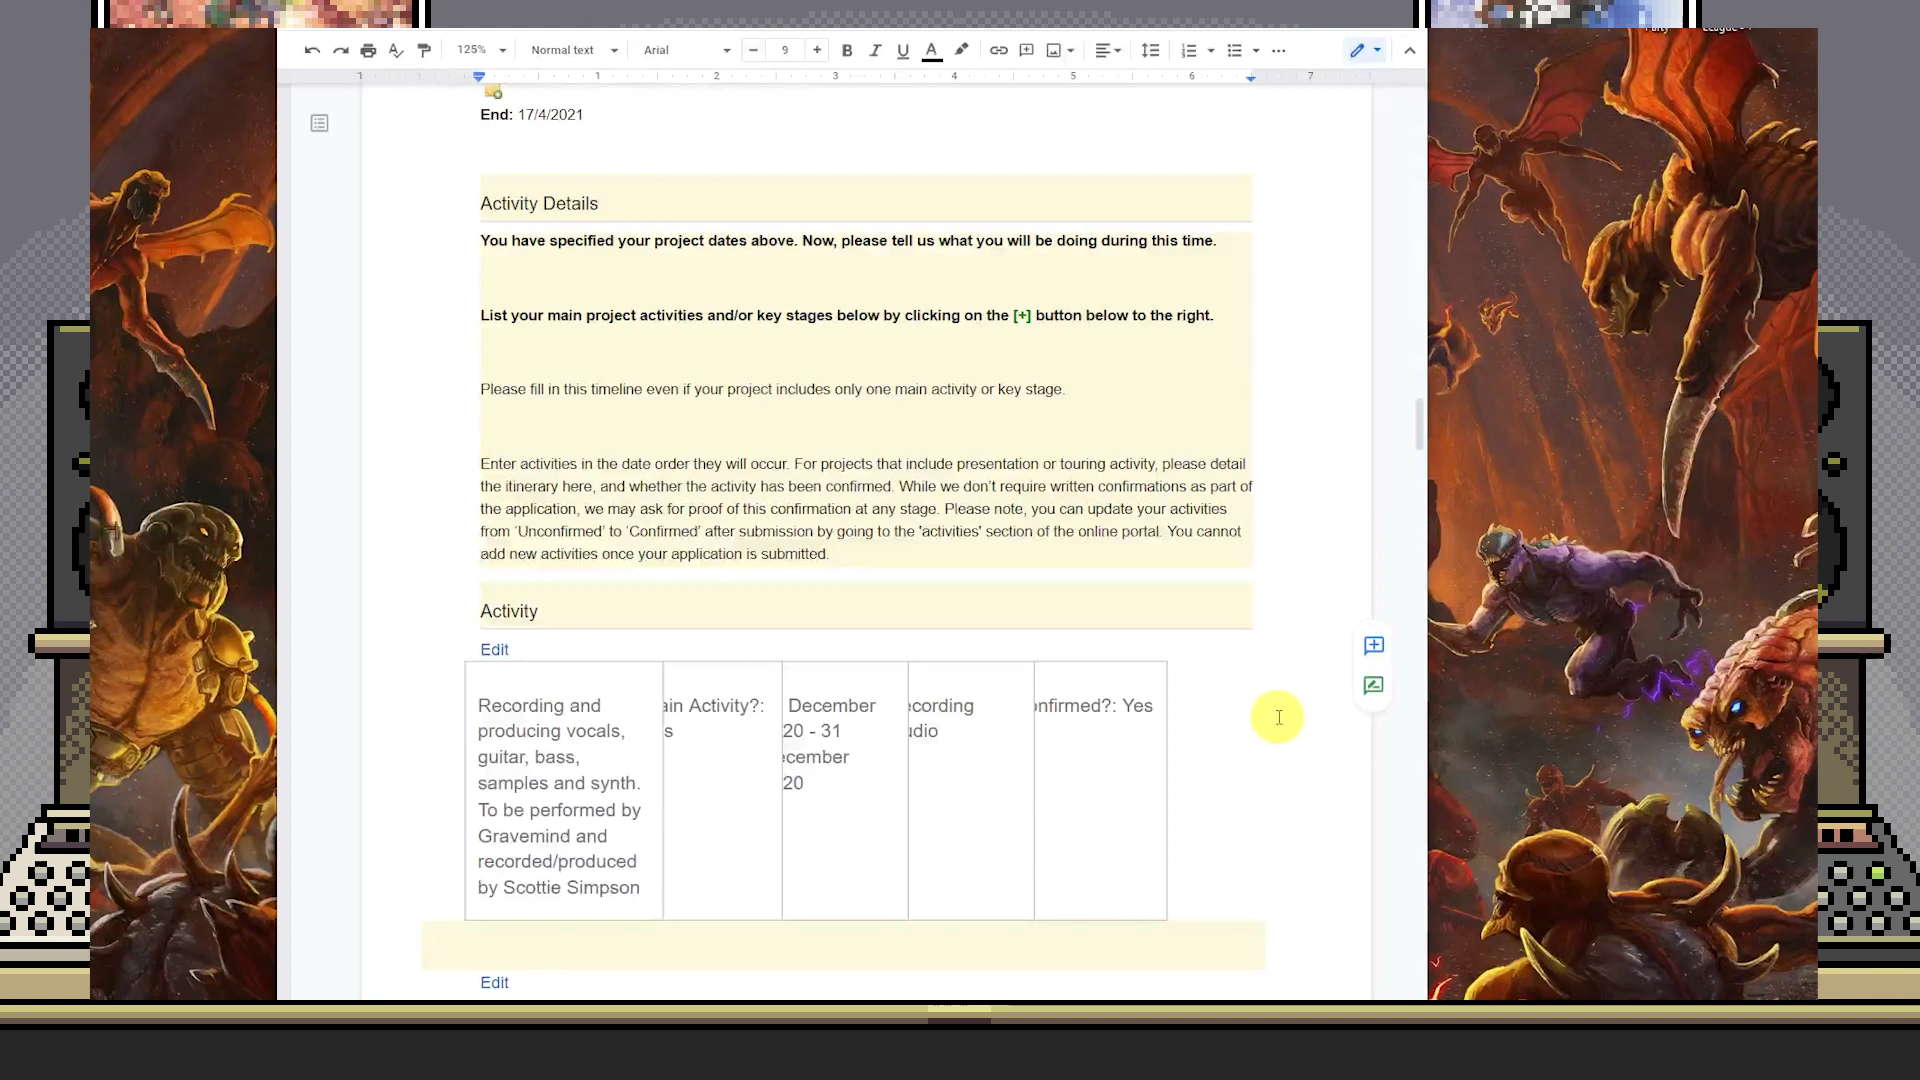 125%
Normal text
Arial
9
1 1 2 3 4 5 6 7
End: 17/4/2021
Activity Details
You have specified your project dates above. Now, please tell us what you will be doing during this time.
List your main project activities and/or key stages below by clicking on the [+] button below to the right.
Please fill in this timeline even if your project includes only one main activity or key stage.
Enter activities in the date order they will occur. For projects that include presentation or touring activity, please detail
the itinerary here, and whether the activity has been confirmed. While we don't require written confirmations as part of
the application, we may ask for proof of this confirmation at any stage. Please note, you can update your activities
from 'Unconfirmed' to 'Confirmed' after submission by going to the 'activities' section of the online portal. You cannot
add new activities once your application is submitted.
Activity
Edit
Recording and
producing vocals,
guitar, bass,
samples and synth.
To be performed by
Gravemind and
recorded/produced
by Scottie Simpson
ain Activity?:
s
December
20 - 31
ecember
20
ecording
udio
onfirmed?: Yes
Edit